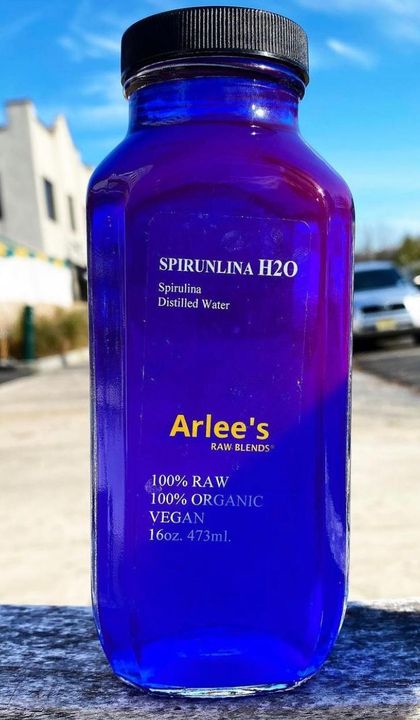 SPIRUNLINA H2O
Spirulina
Distilled Water
Arlee's
RAW BLENDS®
100% RAW
100% ORGANIC
VEGAN
16oz. 473ml.